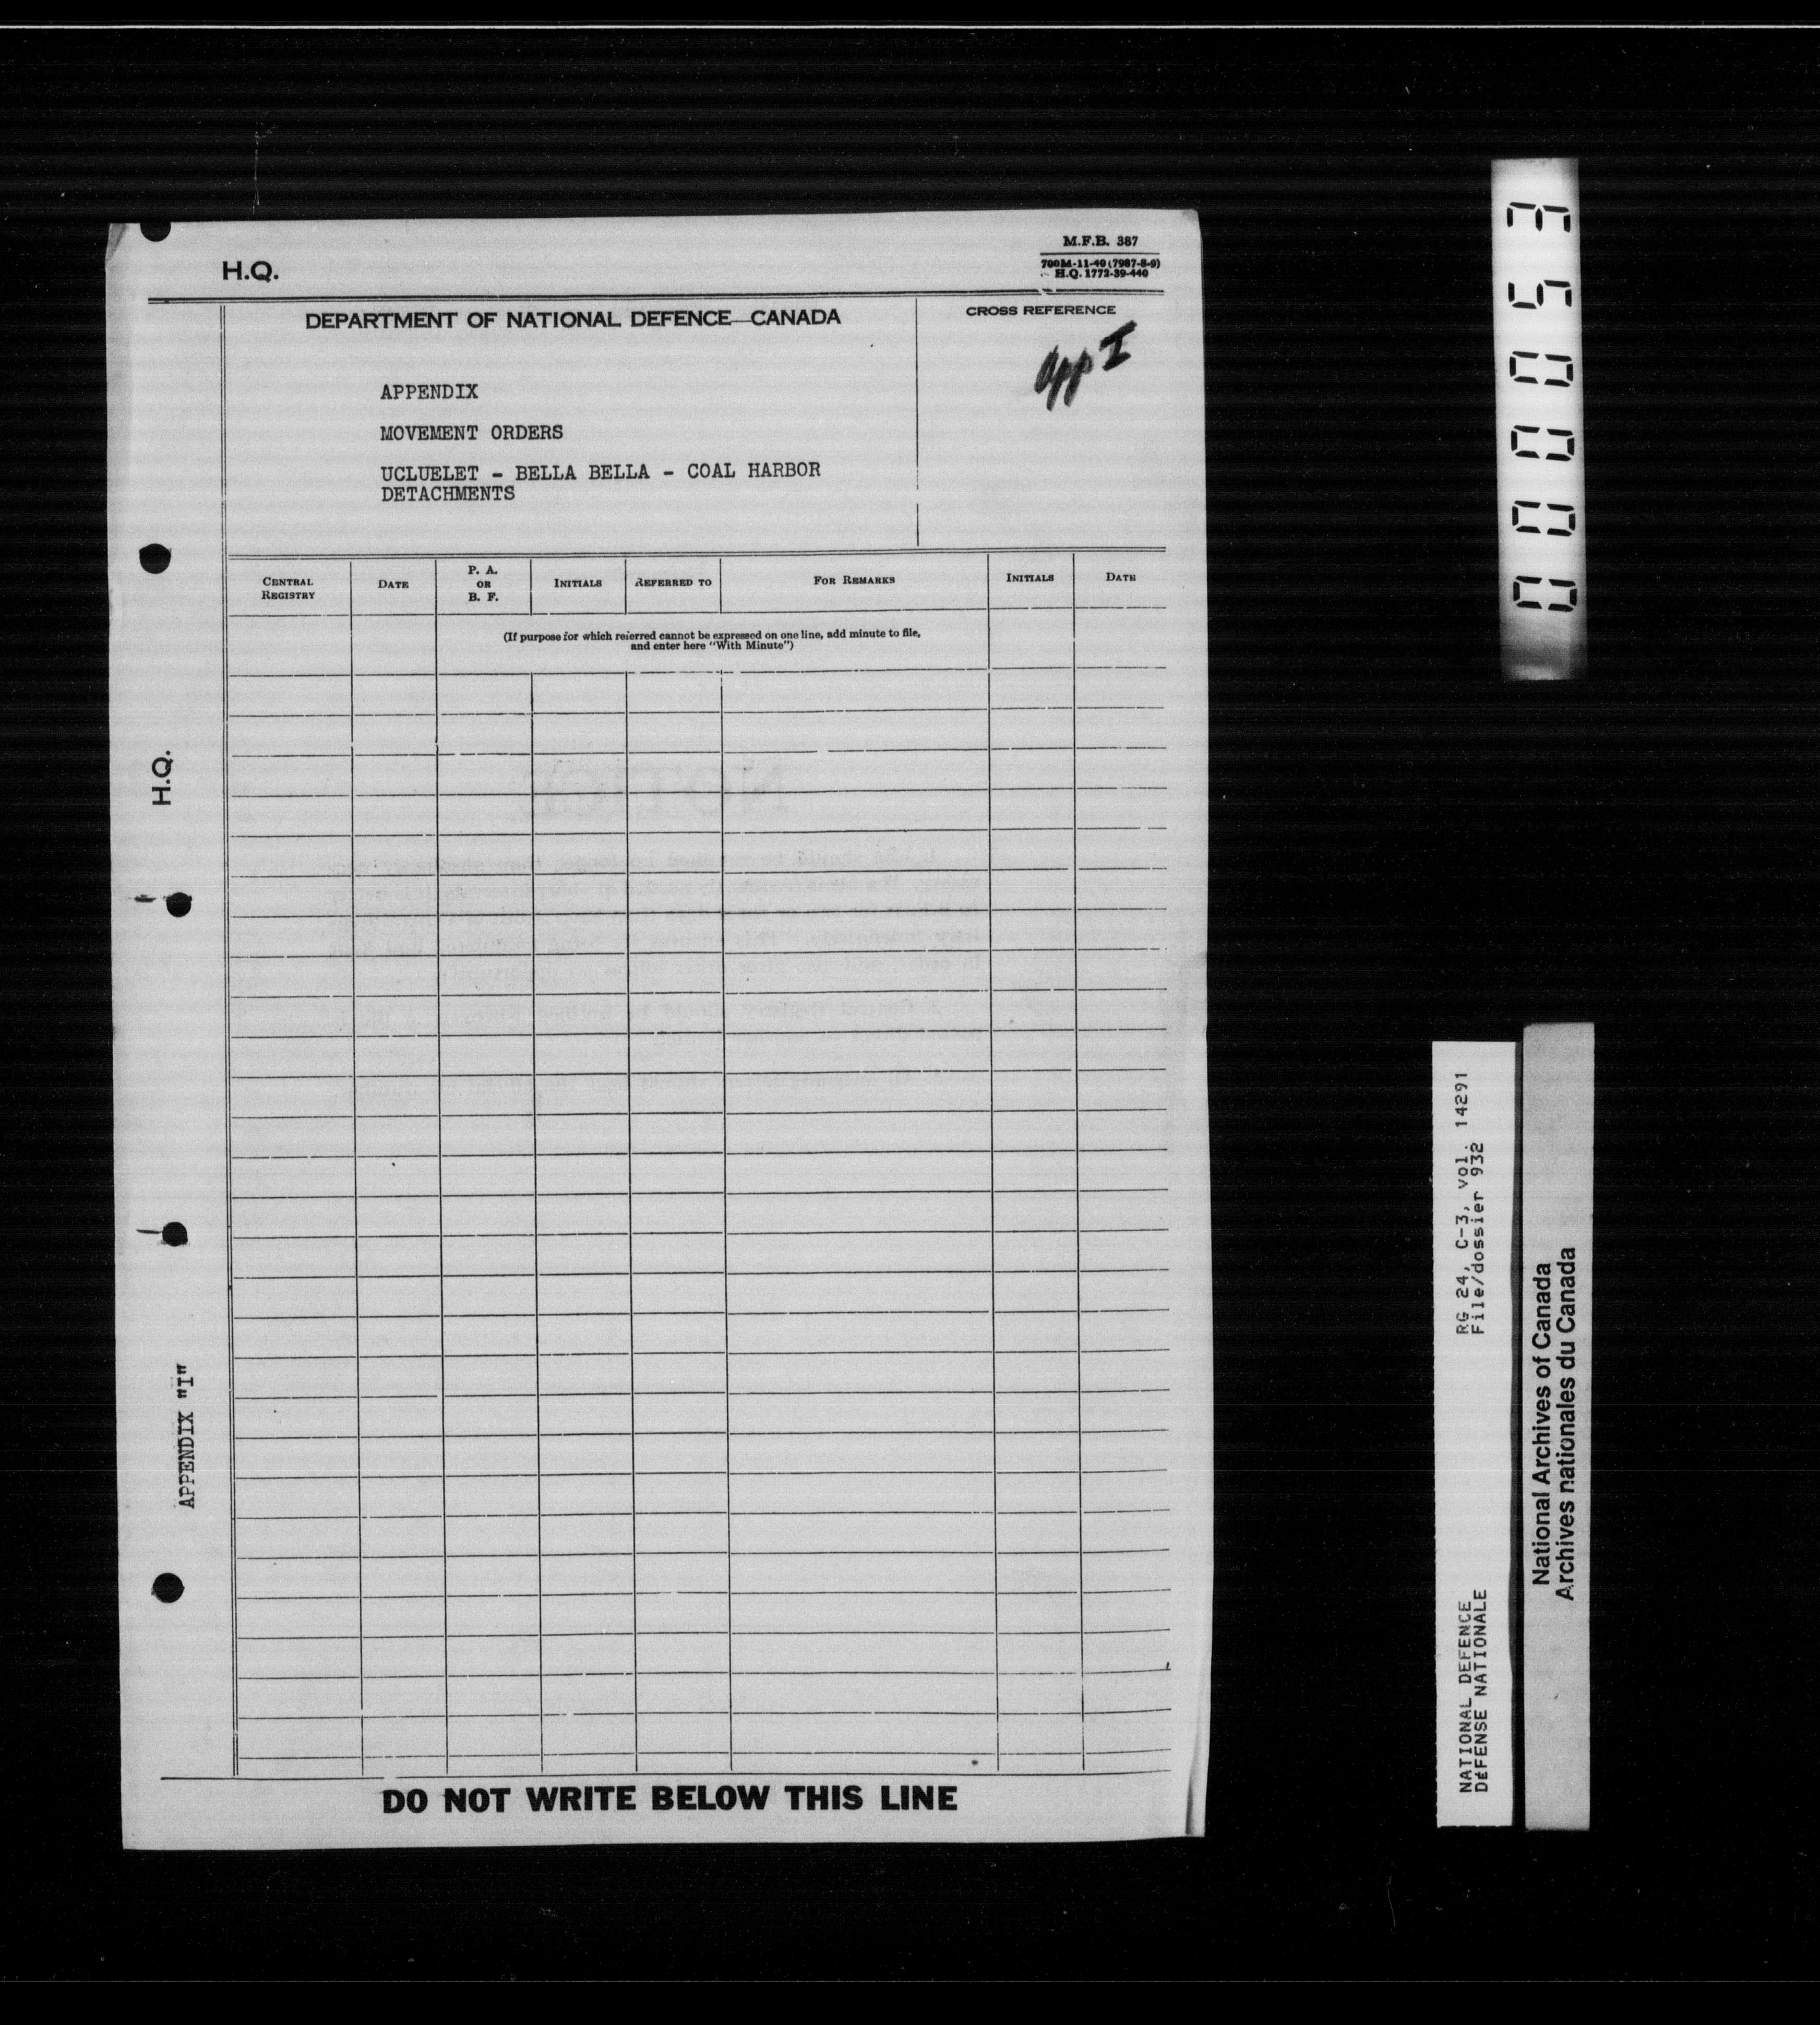 H.Q.
M.F.B. 387
700M-11-40 (7987-8-9)
H.Q. 1772-39-440
DEPARTMENT OF NATIONAL DEFENCE—CANADA
CROSS REFERENCE
App I
APPENDIX
MOVEMENT ORDERS
UCLUELET - BELLA BELLA - COAL HARBOR
DETACHMENTS
CENTRAL REGISTRY
DATE
P. A. OR B. F.
INITIALS
REFERRED TO
FOR REMARKS
INITIALS
DATE
(If purpose for which referred cannot be expressed on one line, add minute to file,
and enter here "With Minute")
NOTICE
H.Q.
APPENDIX "I"
DO NOT WRITE BELOW THIS LINE
000053
RG 24, C-3, vol. 14291
File/dossier 932
NATIONAL DEFENCE
DÉFENSE NATIONALE
National Archives of Canada
Archives nationales du Canada